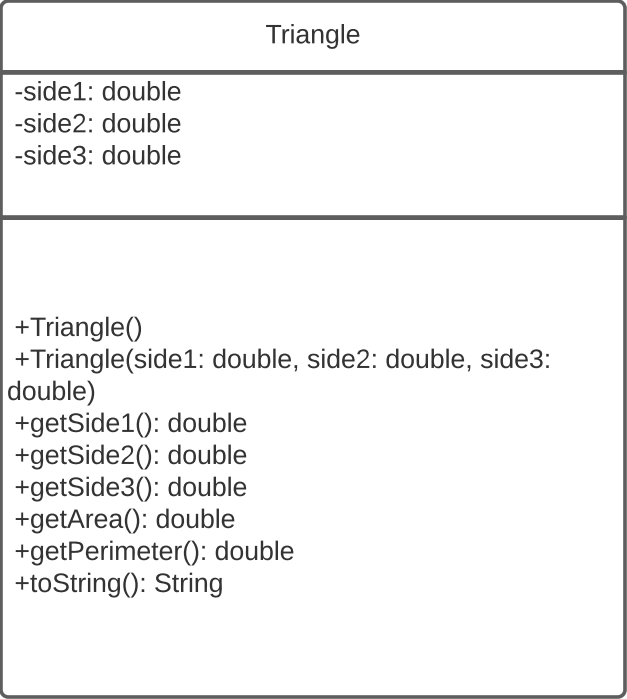 Triangle
-side1: double
-side2: double
-side3: double
+Triangle()
+Triangle(side1: double, side2: double, side3:
double)
+getSide1(): double
+getSide2(): double
+getSide3(): double
+getArea(): double
+getPerimeter(): double
+toString(): String